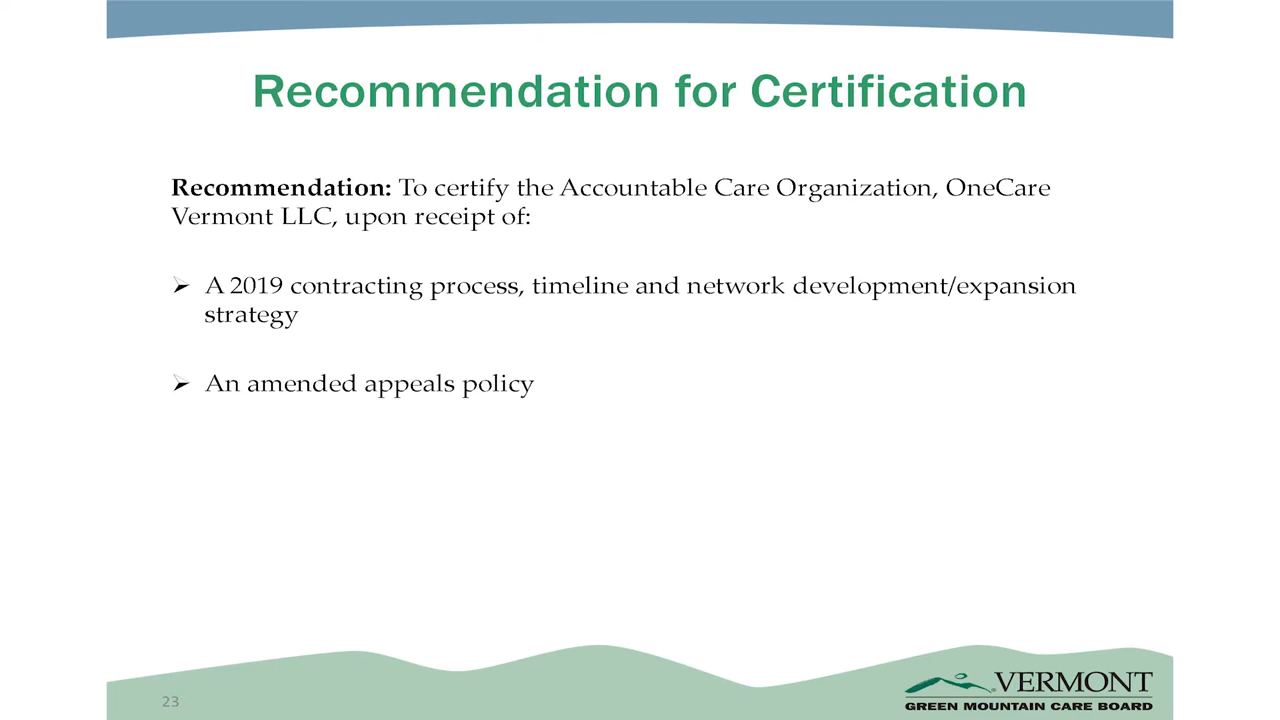 Recommendation for Certification
Recommendation: To certify the Accountable Care Organization, OneCare
Vermont LLC, upon receipt of:
➢ A 2019 contracting process, timeline and network development/expansion
strategy
➢ An amended appeals policy
23
VERMONT
GREEN MOUNTAIN CARE BOARD